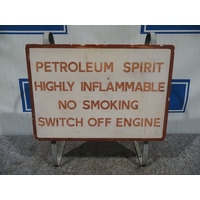 PETROLEUM SPIRIT
HIGHLY INFLAMMABLE
NO SMOKING
SWITCH OFF ENGINE